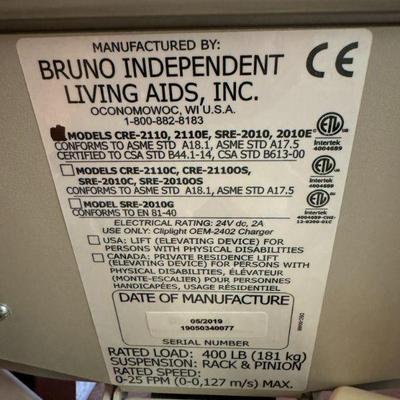 MANUFACTURED BY:
BRUNO INDEPENDENT
LIVING AIDS, INC.
OCONOMOWOC, WI U.S.A.
1-800-882-8183
CE
MODELS CRE-2110, 2110E, SRE-2010, 2010E
CONFORMS TO ASME STD A18.1, ASME STD A17.5
CERTIFIED TO CSA STD B44.1-14, CSA STD B613-00
ETL
Intertek
4004689
MODELS CRE-2110C, CRE-2110OS,
SRE-2010C, SRE-2010OS
CONFORMS TO ASME STD A18.1, ASME STD A17.5
ETL
Intertek
4004689
MODEL SRE-2010G
CONFORMS TO EN 81-40
ETL
Intertek
ELECTRICAL RATING: 24V dc, 2A
USE ONLY: Cliplight OEM-2402 Charger
USA: LIFT (ELEVATING DEVICE) FOR
PERSONS WITH PHYSICAL DISABILITIES
CANADA: PRIVATE RESIDENCE LIFT
(ELEVATING DEVICE) FOR PERSONS WITH
PHYSICAL DISABILITIES, ÉLÉVATEUR
(MONTE-ESCALIER) POUR PERSONNES
HANDICAPÉES, USAGE RÉSIDENTIEL
DATE OF MANUFACTURE
05/2019
19050340077
SERIAL NUMBER
RATED LOAD: 400 LB (181 kg)
SUSPENSION: RACK & PINION
RATED SPEED:
0-25 FPM (0-0,127 m/s) MAX.